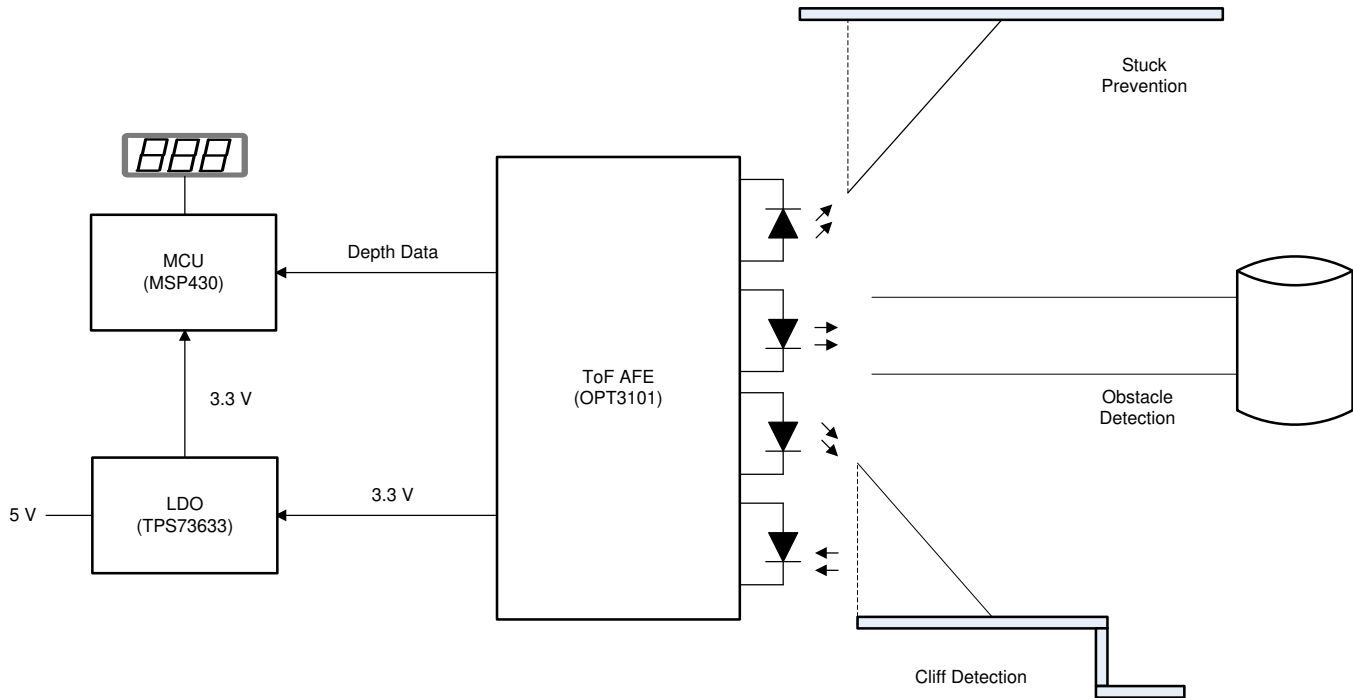 Stuck
Prevention
888
MCU
(MSP430)
Depth Data
ToF AFE
(OPT3101)
3.3 V
Obstacle
Detection
LDO
(TPS73633)
3.3 V
5 V
Cliff Detection